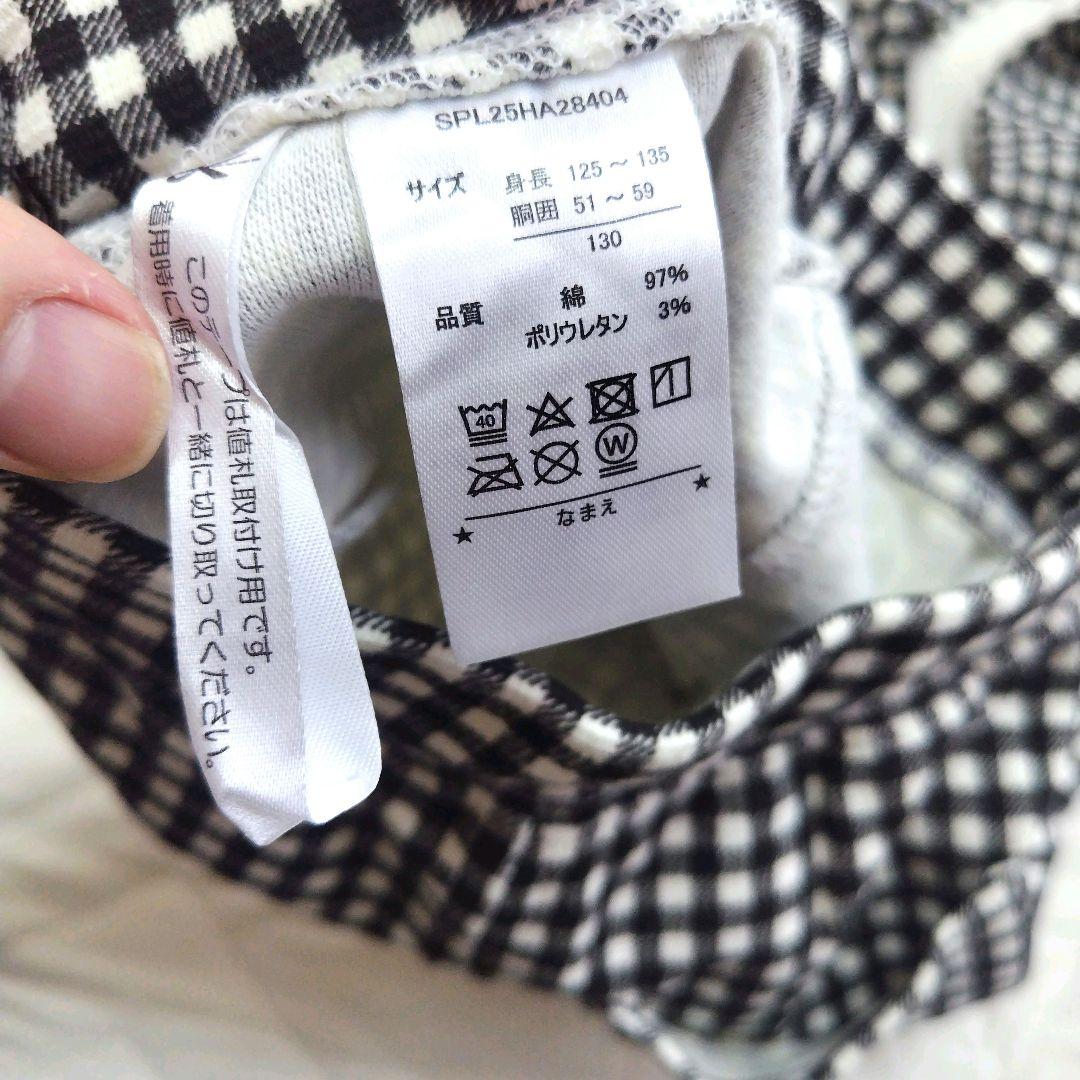 SPL25HA28404
サイズ 身長 125～135
胴囲 51～59
130
品質 綿 97%
ポリウレタン 3%
40
W
★ ★
なまえ
このテープは値札取付け用です。
着用時に値札と一緒に切り取ってください。